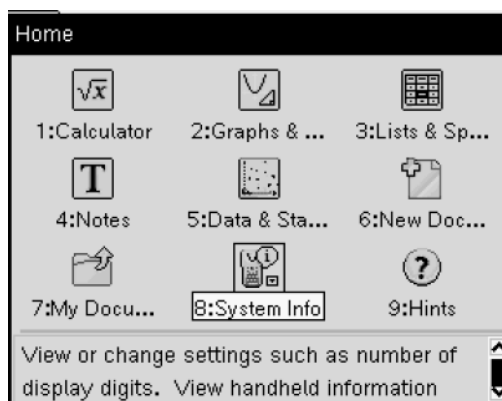 Home
√x
1:Calculator 2:Graphs & ... 3:Lists & Sp...
T
4:Notes 5:Data & Sta... 6:New Doc...
7:My Docu... 8:System Info 9:Hints
View or change settings such as number of
display digits. View handheld information